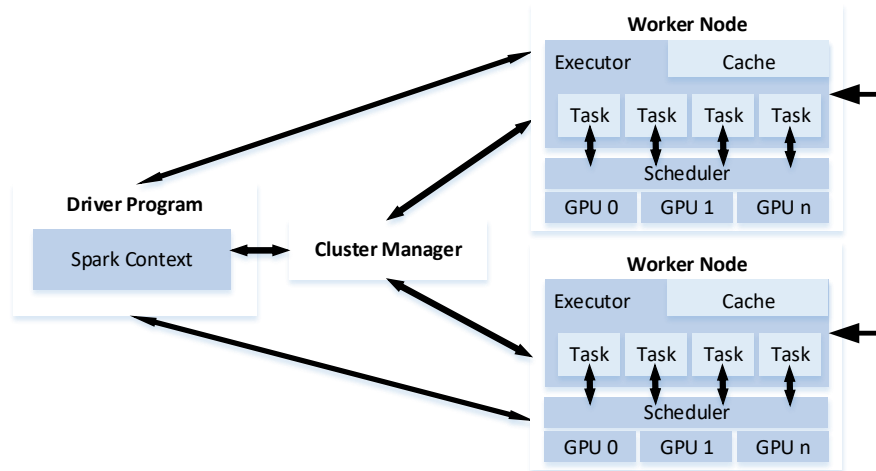 Worker Node
Executor
Cache
Task Task Task Task
Scheduler
GPU 0 GPU 1 GPU n
Driver Program
Spark Context
Cluster Manager
Worker Node
Executor
Cache
Task Task Task Task
Scheduler
GPU 0 GPU 1 GPU n